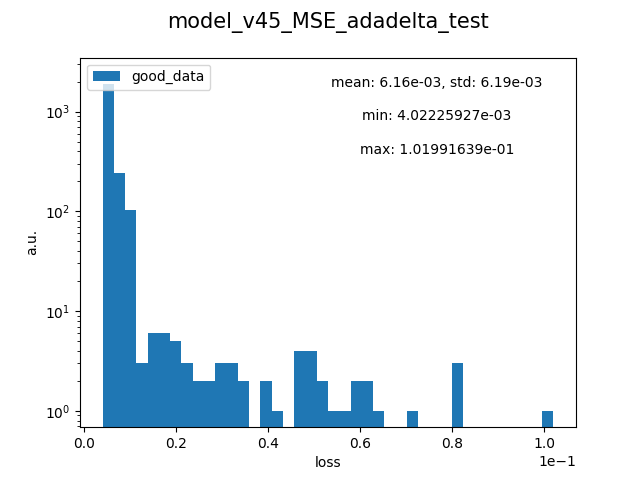 model_v45_MSE_adadelta_test
good_data
mean: 6.16e-03, std: 6.19e-03
min: 4.02225927e-03
max: 1.01991639e-01
a.u.
10³
10²
10¹
10⁰
0.0 0.2 0.4 0.6 0.8 1.0
1e−1
loss